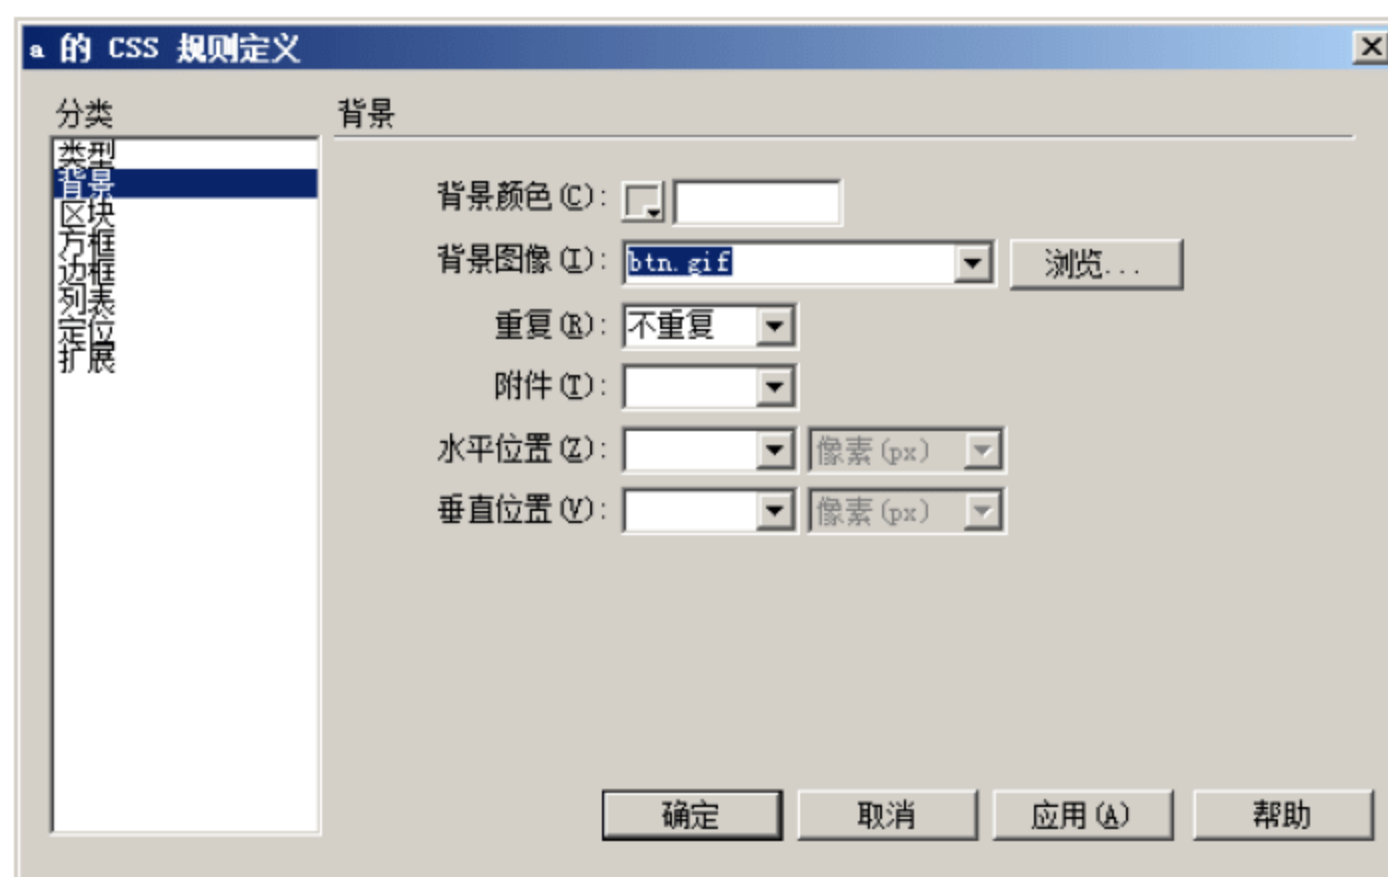 a 的 CSS 规则定义
分类
类型
背景
区块
方框
边框
列表
定位
扩展
背景
背景颜色(C):
背景图像(I): btn.gif 浏览...
重复(R): 不重复
附件(T):
水平位置(Z): 像素(px)
垂直位置(V): 像素(px)
确定 取消 应用(A) 帮助